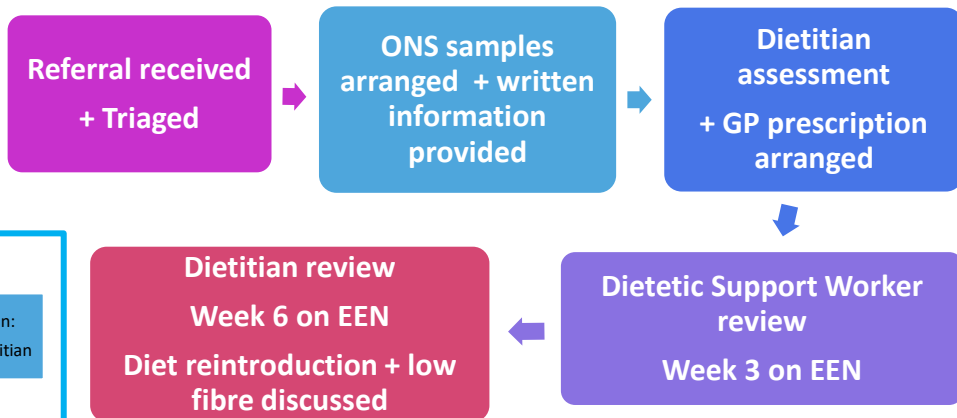 Referral received
+ Triaged
ONS samples
arranged + written
information
provided
Dietitian
assessment
+ GP prescription
arranged
Dietetic Support Worker
review
Week 3 on EEN
Dietitian review
Week 6 on EEN
Diet reintroduction + low
fibre discussed